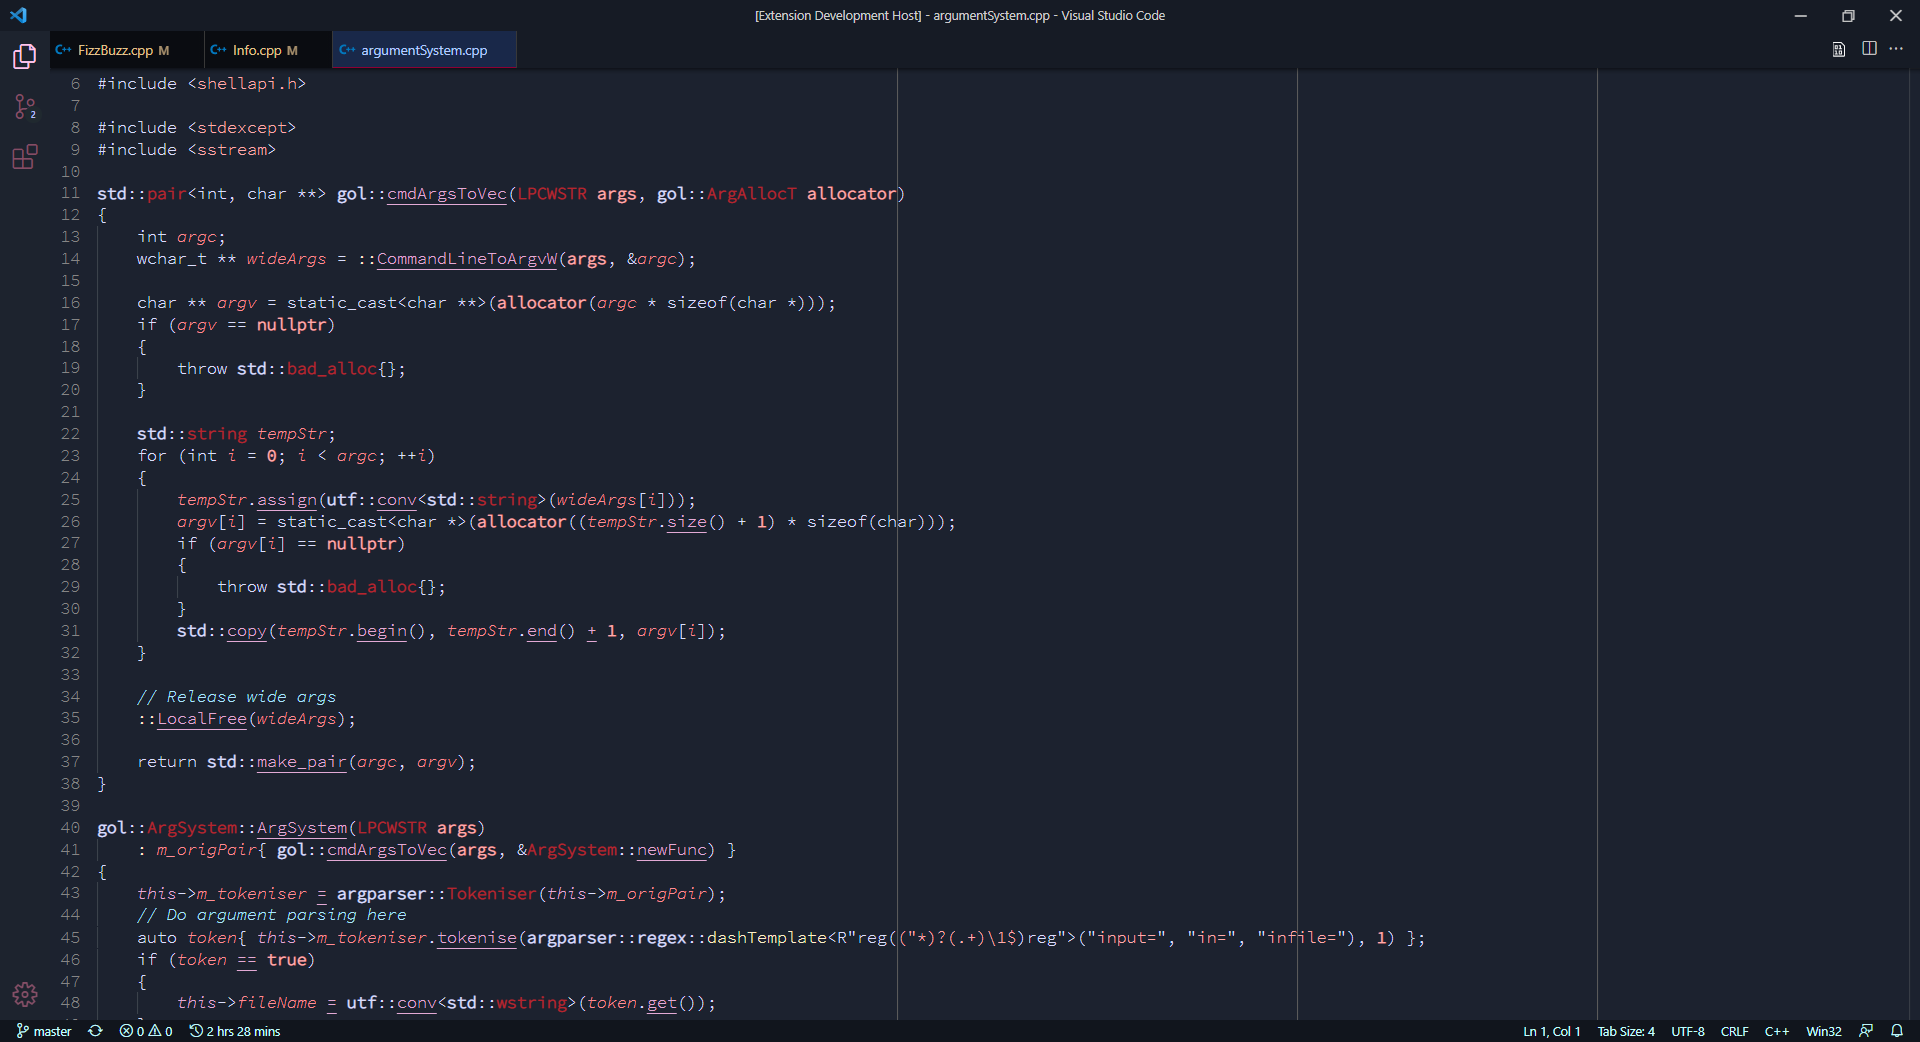 [Extension Development Host] - argumentSystem.cpp - Visual Studio Code
FizzBuzz.cpp M Info.cpp M argumentSystem.cpp
6 #include <shellapi.h>
7
8 #include <stdexcept>
9 #include <sstream>
10
11 std::pair<int, char **> gol::cmdArgsToVec(LPCWSTR args, gol::ArgAllocT allocator)
12 {
13     int argc;
14     wchar_t ** wideArgs = ::CommandLineToArgvW(args, &argc);
15
16     char ** argv = static_cast<char **>(allocator(argc * sizeof(char *)));
17     if (argv == nullptr)
18     {
19         throw std::bad_alloc{};
20     }
21
22     std::string tempStr;
23     for (int i = 0; i < argc; ++i)
24     {
25         tempStr.assign(utf::conv<std::string>(wideArgs[i]));
26         argv[i] = static_cast<char *>(allocator((tempStr.size() + 1) * sizeof(char)));
27         if (argv[i] == nullptr)
28         {
29             throw std::bad_alloc{};
30         }
31         std::copy(tempStr.begin(), tempStr.end() + 1, argv[i]);
32     }
33
34     // Release wide args
35     ::LocalFree(wideArgs);
36
37     return std::make_pair(argc, argv);
38 }
39
40 gol::ArgSystem::ArgSystem(LPCWSTR args)
41     : m_origPair{ gol::cmdArgsToVec(args, &ArgSystem::newFunc) }
42 {
43     this->m_tokeniser = argparser::Tokeniser(this->m_origPair);
44     // Do argument parsing here
45     auto token{ this->m_tokeniser.tokenise(argparser::regex::dashTemplate<R"reg(("*)?(.+)\1$)reg">("input=", "in=", "infile="), 1) };
46     if (token == true)
47     {
48         this->fileName = utf::conv<std::wstring>(token.get());
2
master 0 0 2 hrs 28 mins Ln 1, Col 1 Tab Size: 4 UTF-8 CRLF C++ Win32